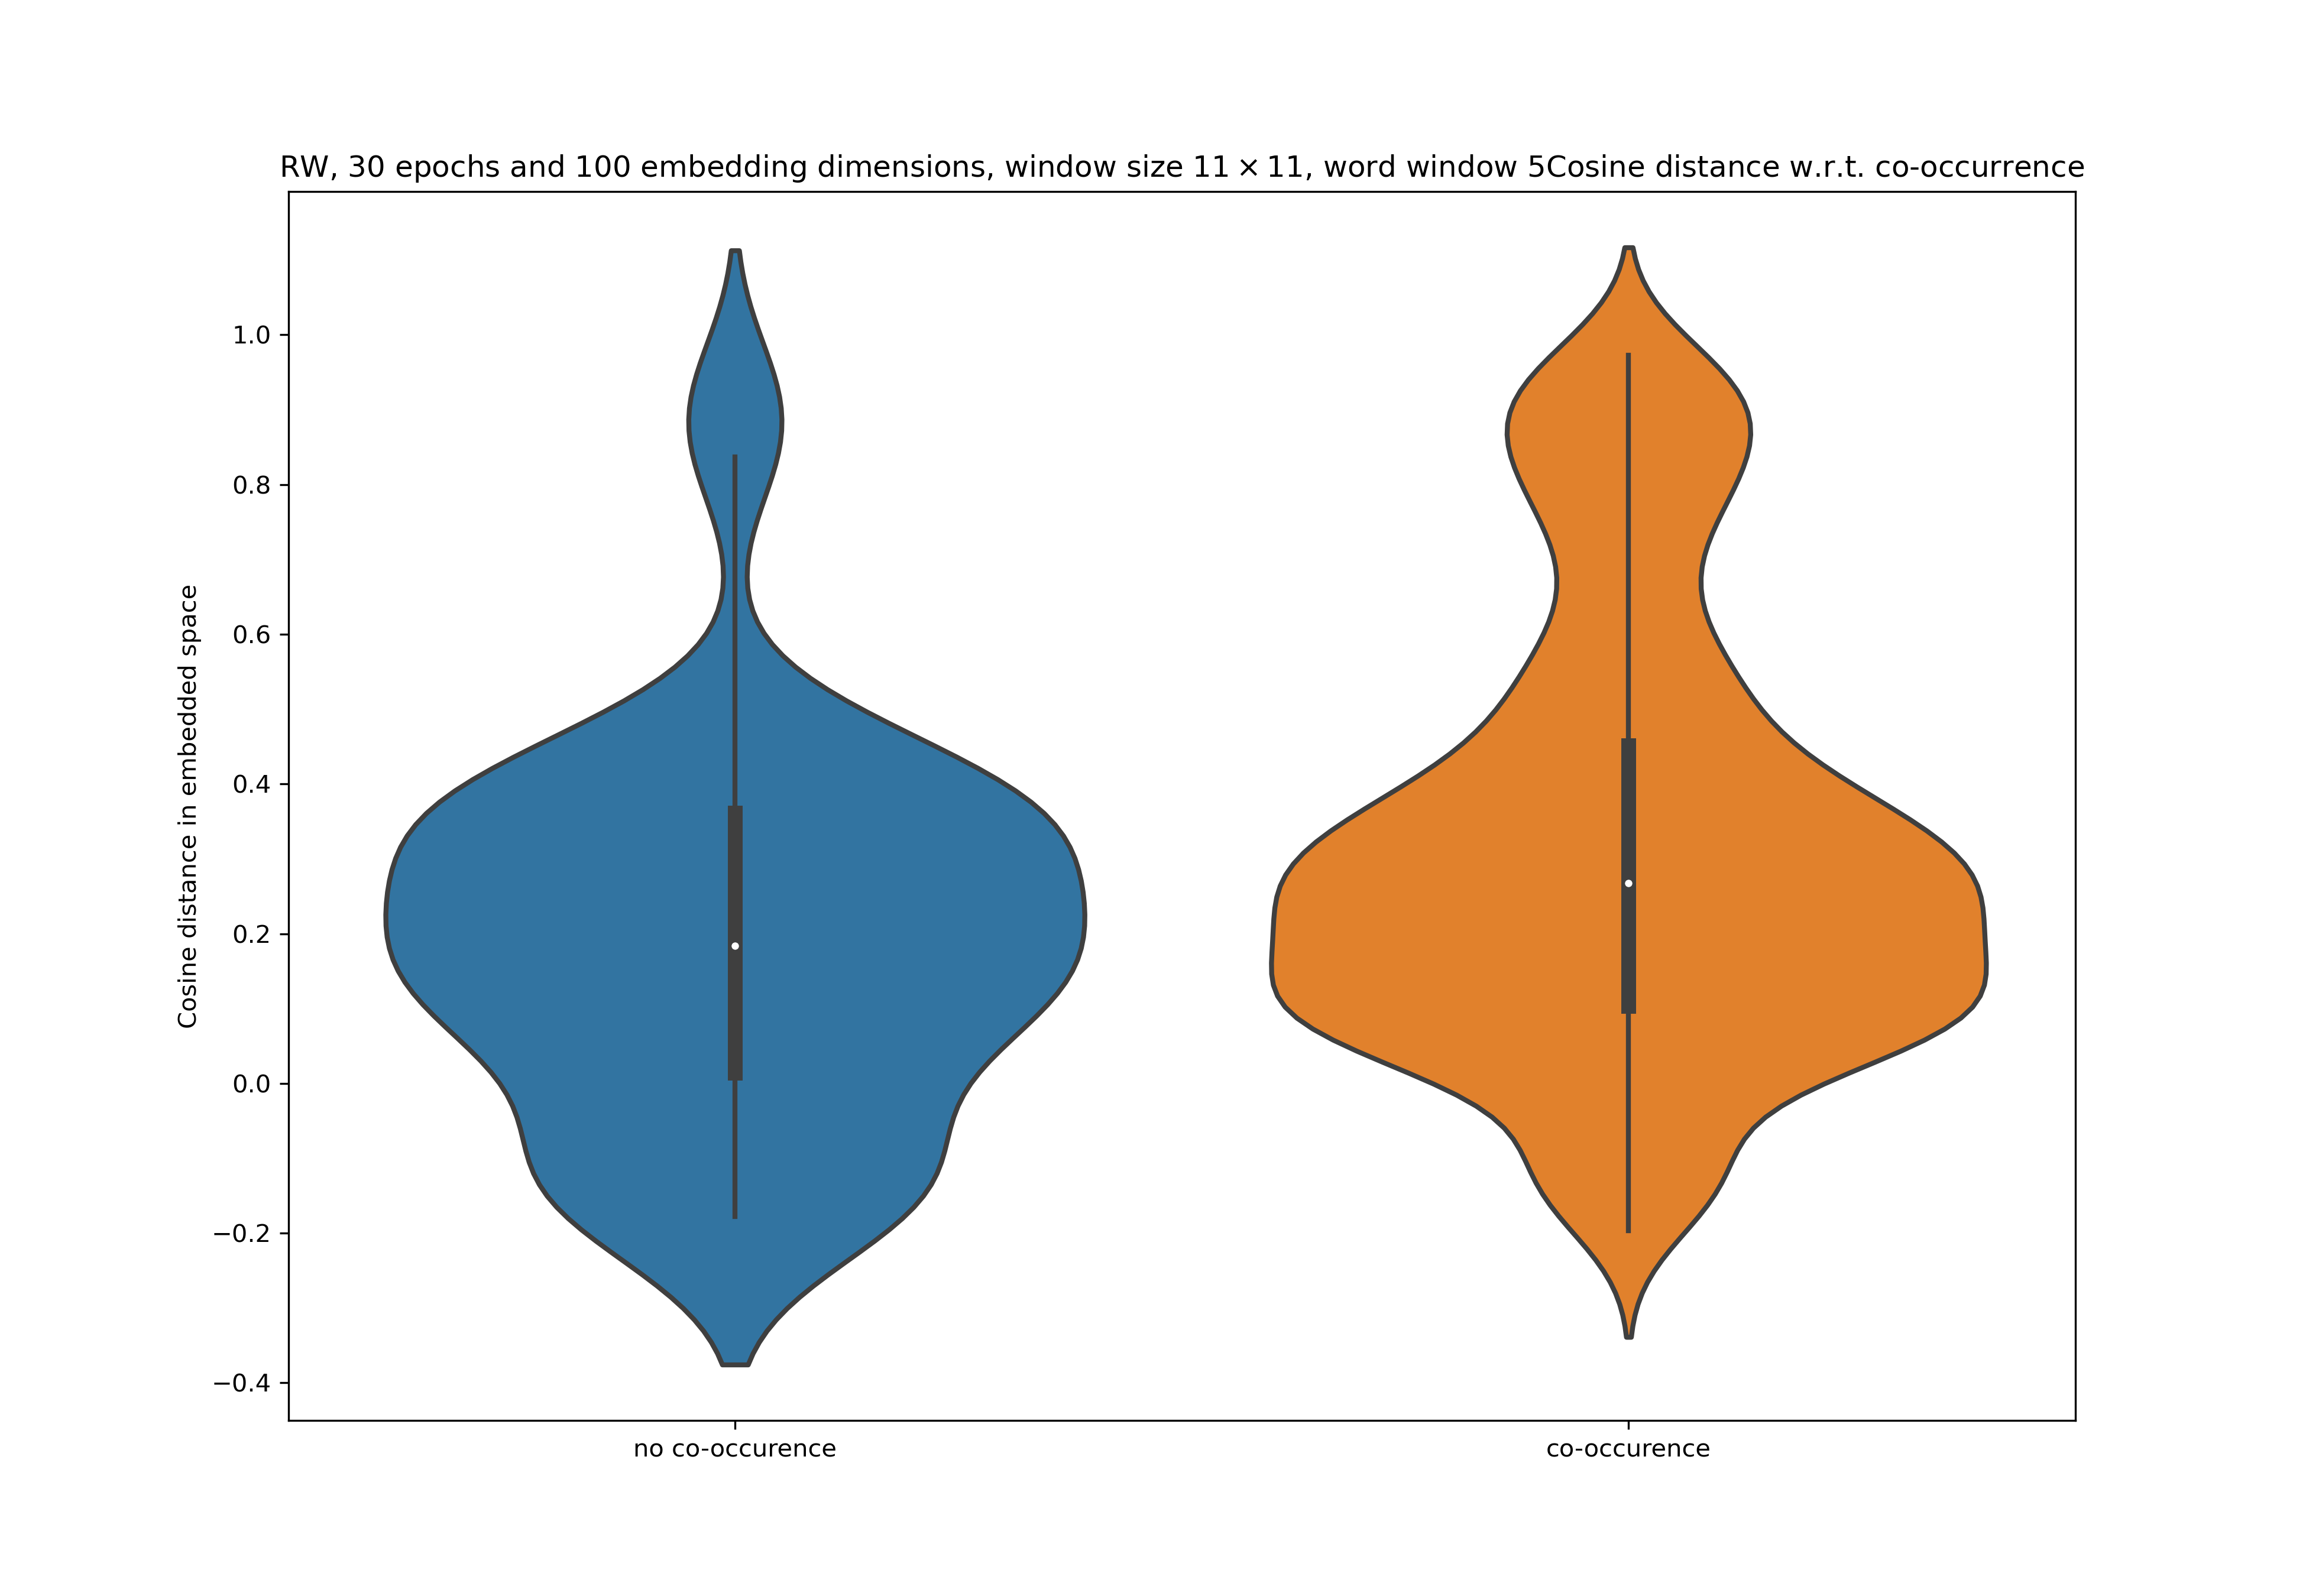 RW, 30 epochs and 100 embedding dimensions, window size 11 × 11, word window 5Cosine distance w.r.t. co-occurrence
Cosine distance in embedded space
1.0
0.8
0.6
0.4
0.2
0.0
−0.2
−0.4
no co-occurence
co-occurence